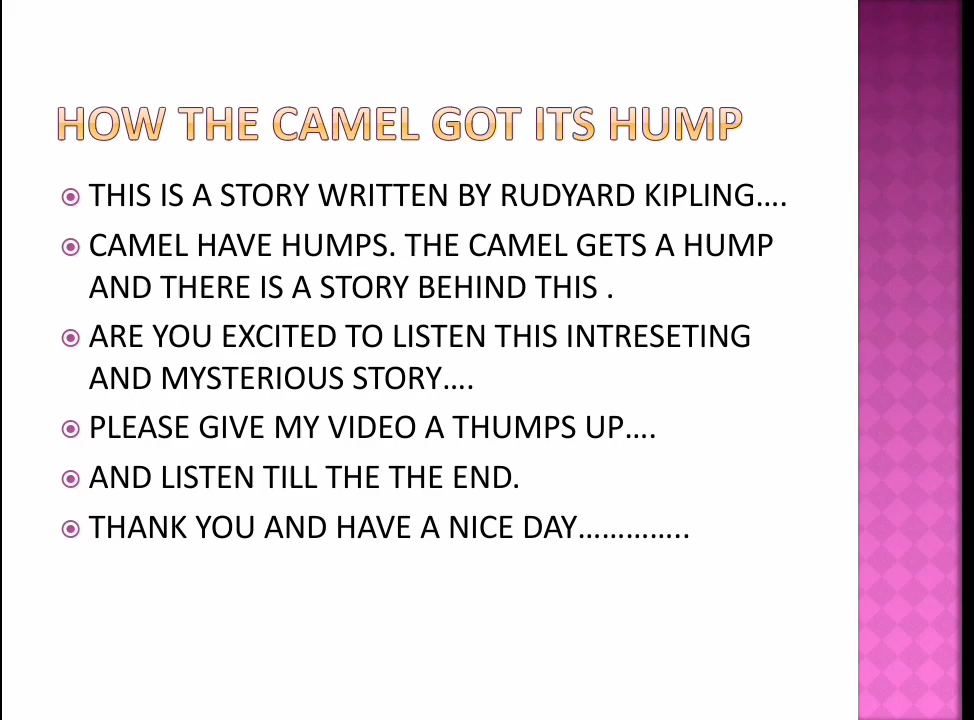 HOW THE CAMEL GOT ITS HUMP
THIS IS A STORY WRITTEN BY RUDYARD KIPLING....
CAMEL HAVE HUMPS. THE CAMEL GETS A HUMP
AND THERE IS A STORY BEHIND THIS .
ARE YOU EXCITED TO LISTEN THIS INTRESETING
AND MYSTERIOUS STORY....
PLEASE GIVE MY VIDEO A THUMPS UP....
AND LISTEN TILL THE THE END.
THANK YOU AND HAVE A NICE DAY..............